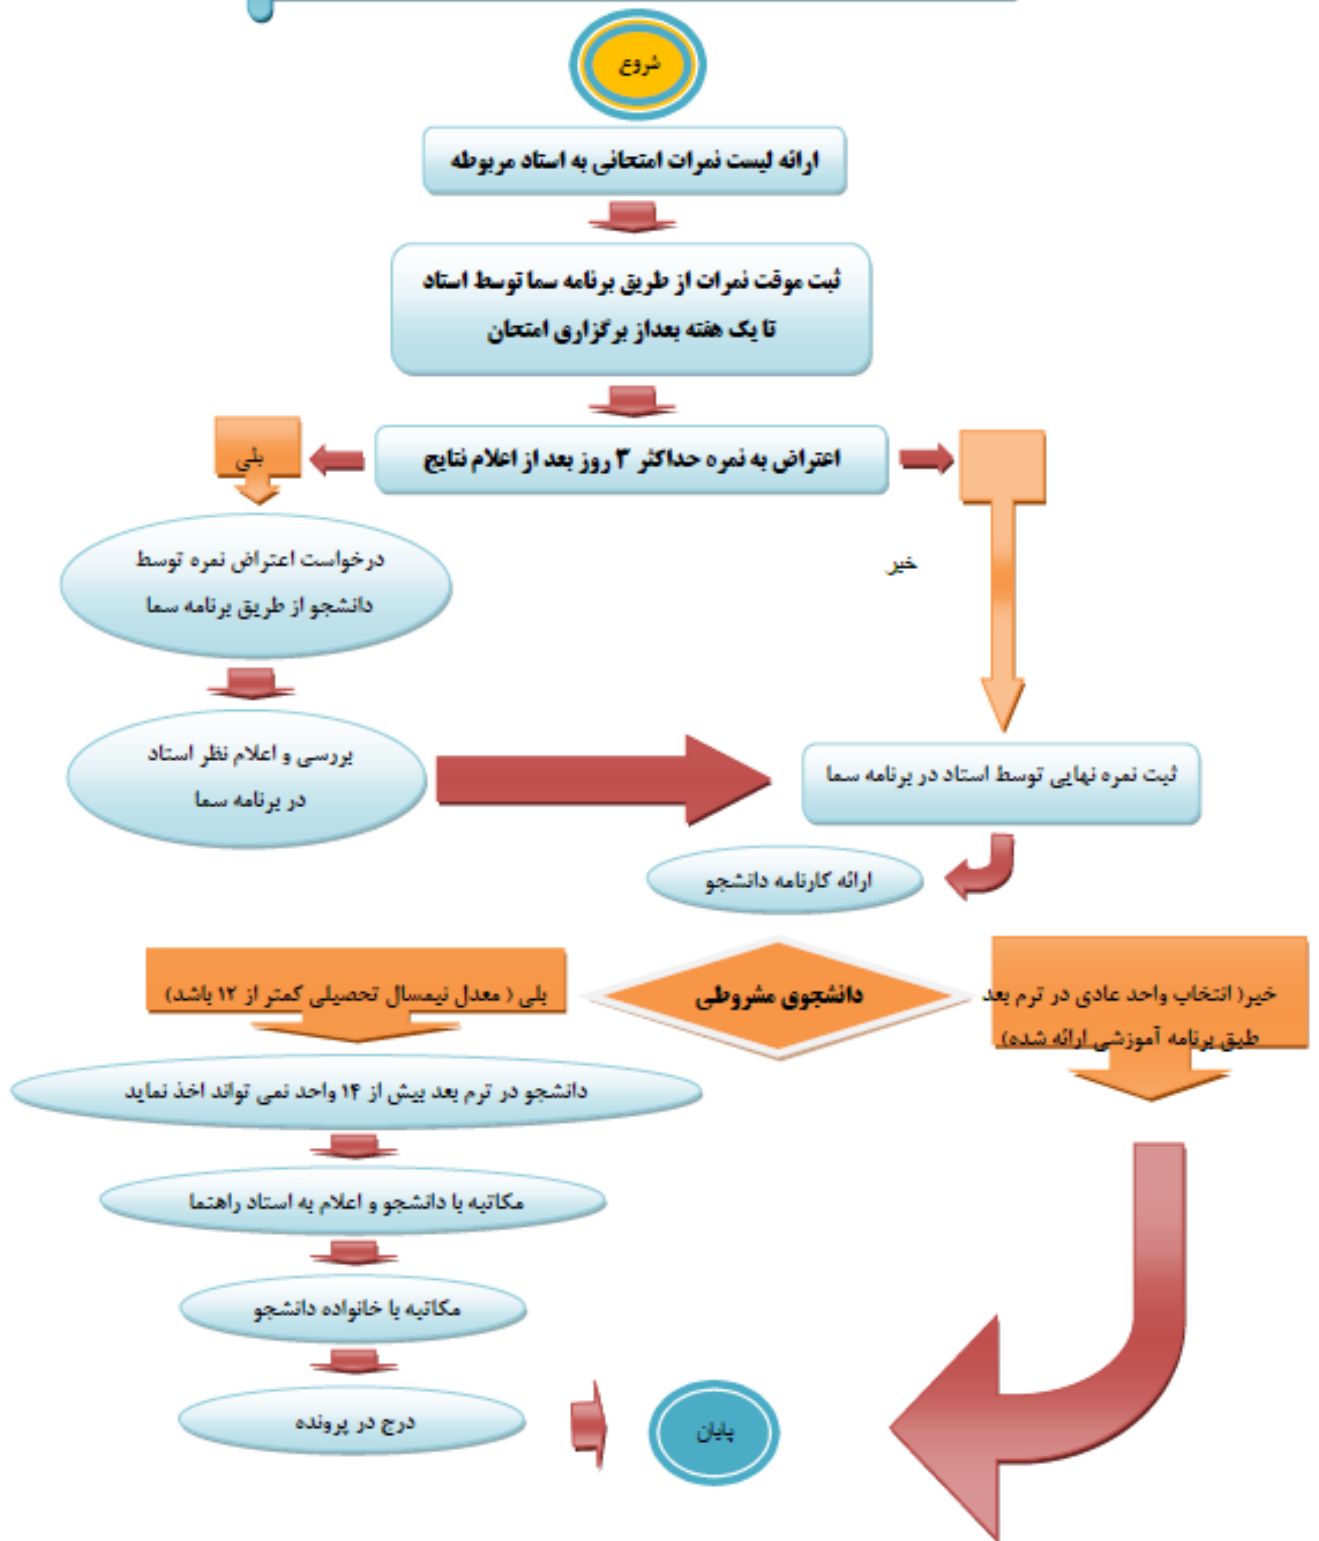 شروع
ارائه لیست نمرات امتحانی به استاد مربوطه
ثبت موقت نمرات از طریق برنامه سما توسط استاد
تا یک هفته بعداز برگزاری امتحان
اعتراض به نمره حداکثر ۳ روز بعد از اعلام نتایج
بلی
خیر
درخواست اعتراض نمره توسط
دانشجو از طریق برنامه سما
بررسی و اعلام نظر استاد
در برنامه سما
ثبت نمره نهایی توسط استاد در برنامه سما
ارائه کارنامه دانشجو
دانشجوی مشروطی
خیر( انتخاب واحد عادی در ترم بعد
طبق برنامه آموزشی ارائه شده)
بلی ( معدل نیمسال تحصیلی کمتر از ۱۲ باشد)
دانشجو در ترم بعد بیش از ۱۴ واحد نمی تواند اخذ نماید
مکاتبه با دانشجو و اعلام به استاد راهتما
مکاتبه با خانواده دانشجو
درج در پرونده
پایان